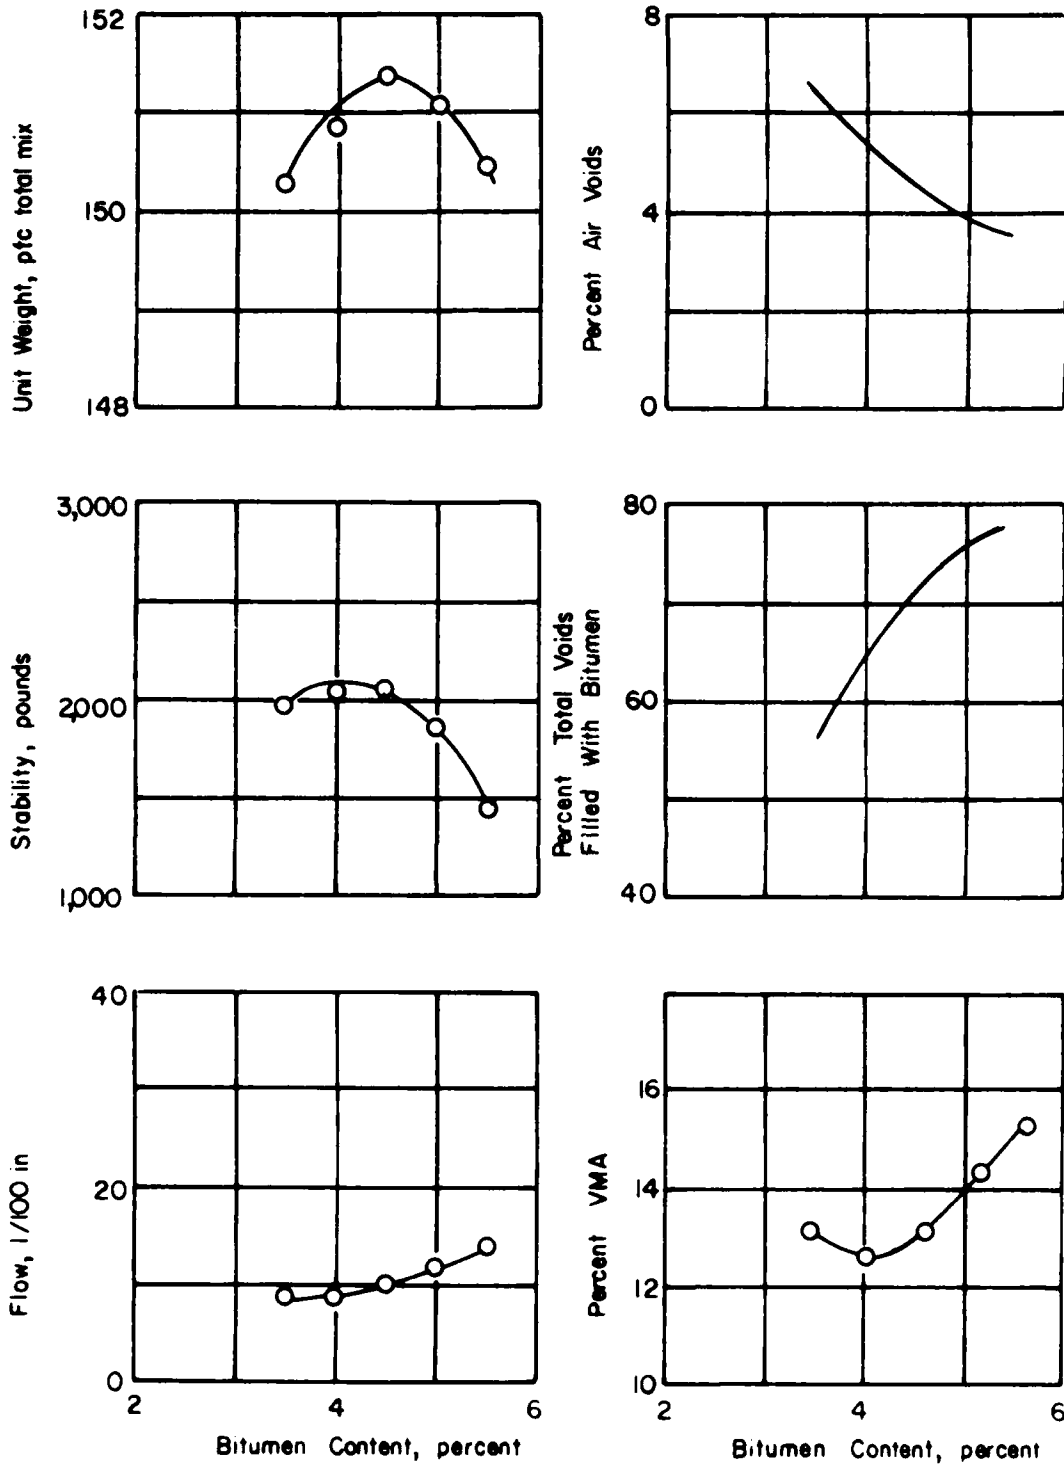 152
150
148
Unit Weight, pfc total mix
8
4
0
Percent Air Voids
3,000
2,000
1,000
Stability, pounds
80
60
40
Percent Total Voids
Filled With Bitumen
40
20
0
Flow, 1/100 in
2 4 6
Bitumen Content, percent
16
14
12
10
Percent VMA
2 4 6
Bitumen Content, percent